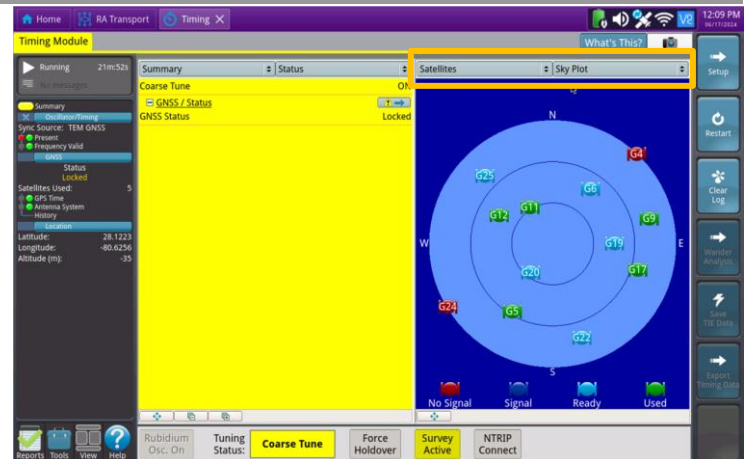 Home
RA Transport
Timing
V2
12:09 PM
06/17/2024
Timing Module
What's This?
Running 21m:52s
No messages
Summary
Oscillator/Timing
Sync Source: TEM GNSS
Present
Frequency Valid
GNSS
Status
Locked
Satellites Used: 5
GPS Time
Antenna System
History
Location
Latitude: 28.1223
Longitude: -80.6256
Altitude (m): -35
Summary Status
Coarse Tune ON
GNSS / Status
GNSS Status Locked
Satellites Sky Plot
N
G4
G25
G6
G11
G12
G9
W
G19
E
G20
G17
G24
G5
G22
S
No Signal Signal Ready Used
Setup
Restart
Clear
Log
Wander
Analysis
Save
TIE Data
Export
Timing Data
Reports Tools View Help
Rubidium
Osc. On
Tuning
Status:
Coarse Tune
Force
Holdover
Survey
Active
NTRIP
Connect